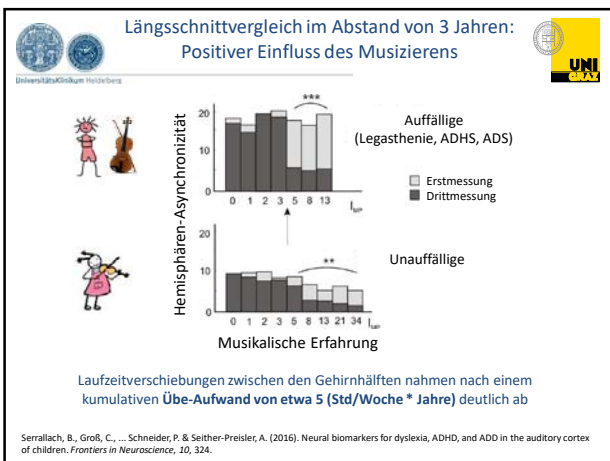 Längsschnittvergleich im Abstand von 3 Jahren:
Positiver Einfluss des Musizierens
UniversitätsKlinikum Heidelberg
UNI
GRAZ
Hemisphären-Asynchronizität
20
10
0
***
0 1 2 3 5 8 13
Auffällige
(Legasthenie, ADHS, ADS)
Erstmessung
Drittmessung
20
10
0
**
0 1 2 3 5 8 13 21 34
Unauffällige
Musikalische Erfahrung
Laufzeitverschiebungen zwischen den Gehirnhälften nahmen nach einem
kumulativen Übe-Aufwand von etwa 5 (Std/Woche * Jahre) deutlich ab
Serrallach, B., Groß, C., ... Schneider, P. & Seither-Preisler, A. (2016). Neural biomarkers for dyslexia, ADHD, and ADD in the auditory cortex
of children. Frontiers in Neuroscience, 10, 324.